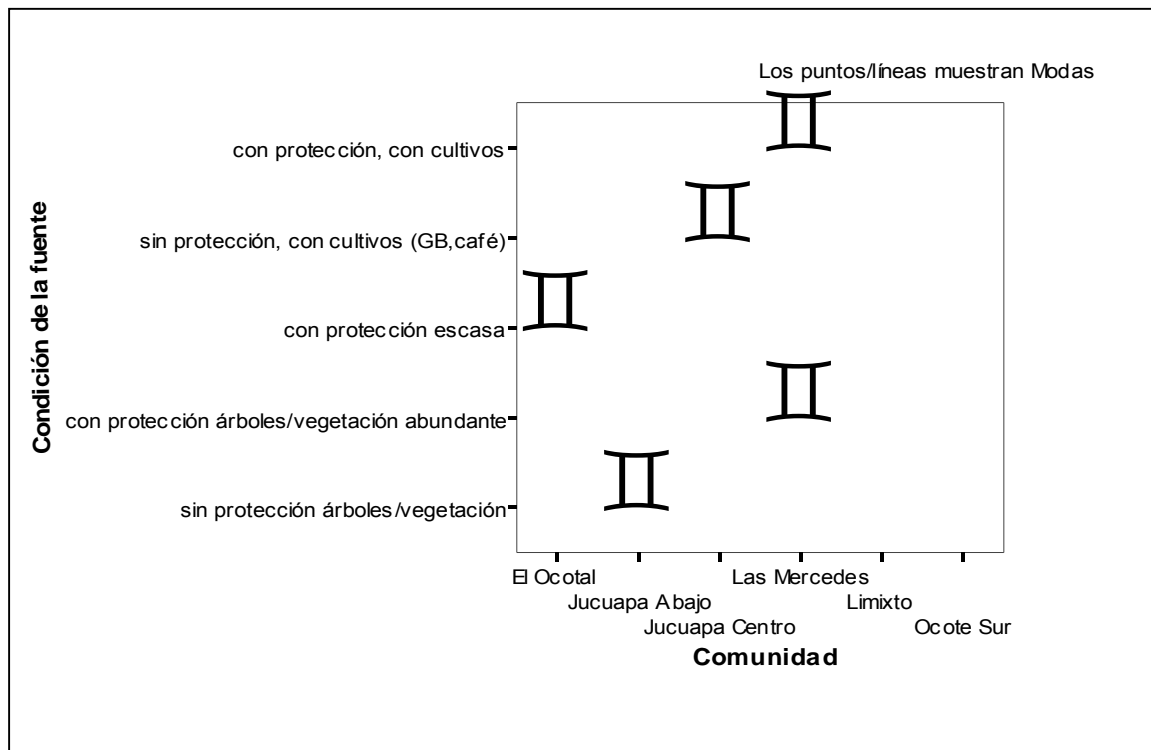 Los puntos/líneas muestran Modas
con protección, con cultivos
sin protección, con cultivos (GB,café)
con protección escasa
con protección árboles/vegetación abundante
sin protección árboles/vegetación
Condición de la fuente
El Ocotal
Las Mercedes
Jucuapa Abajo
Limixto
Jucuapa Centro
Ocote Sur
Comunidad